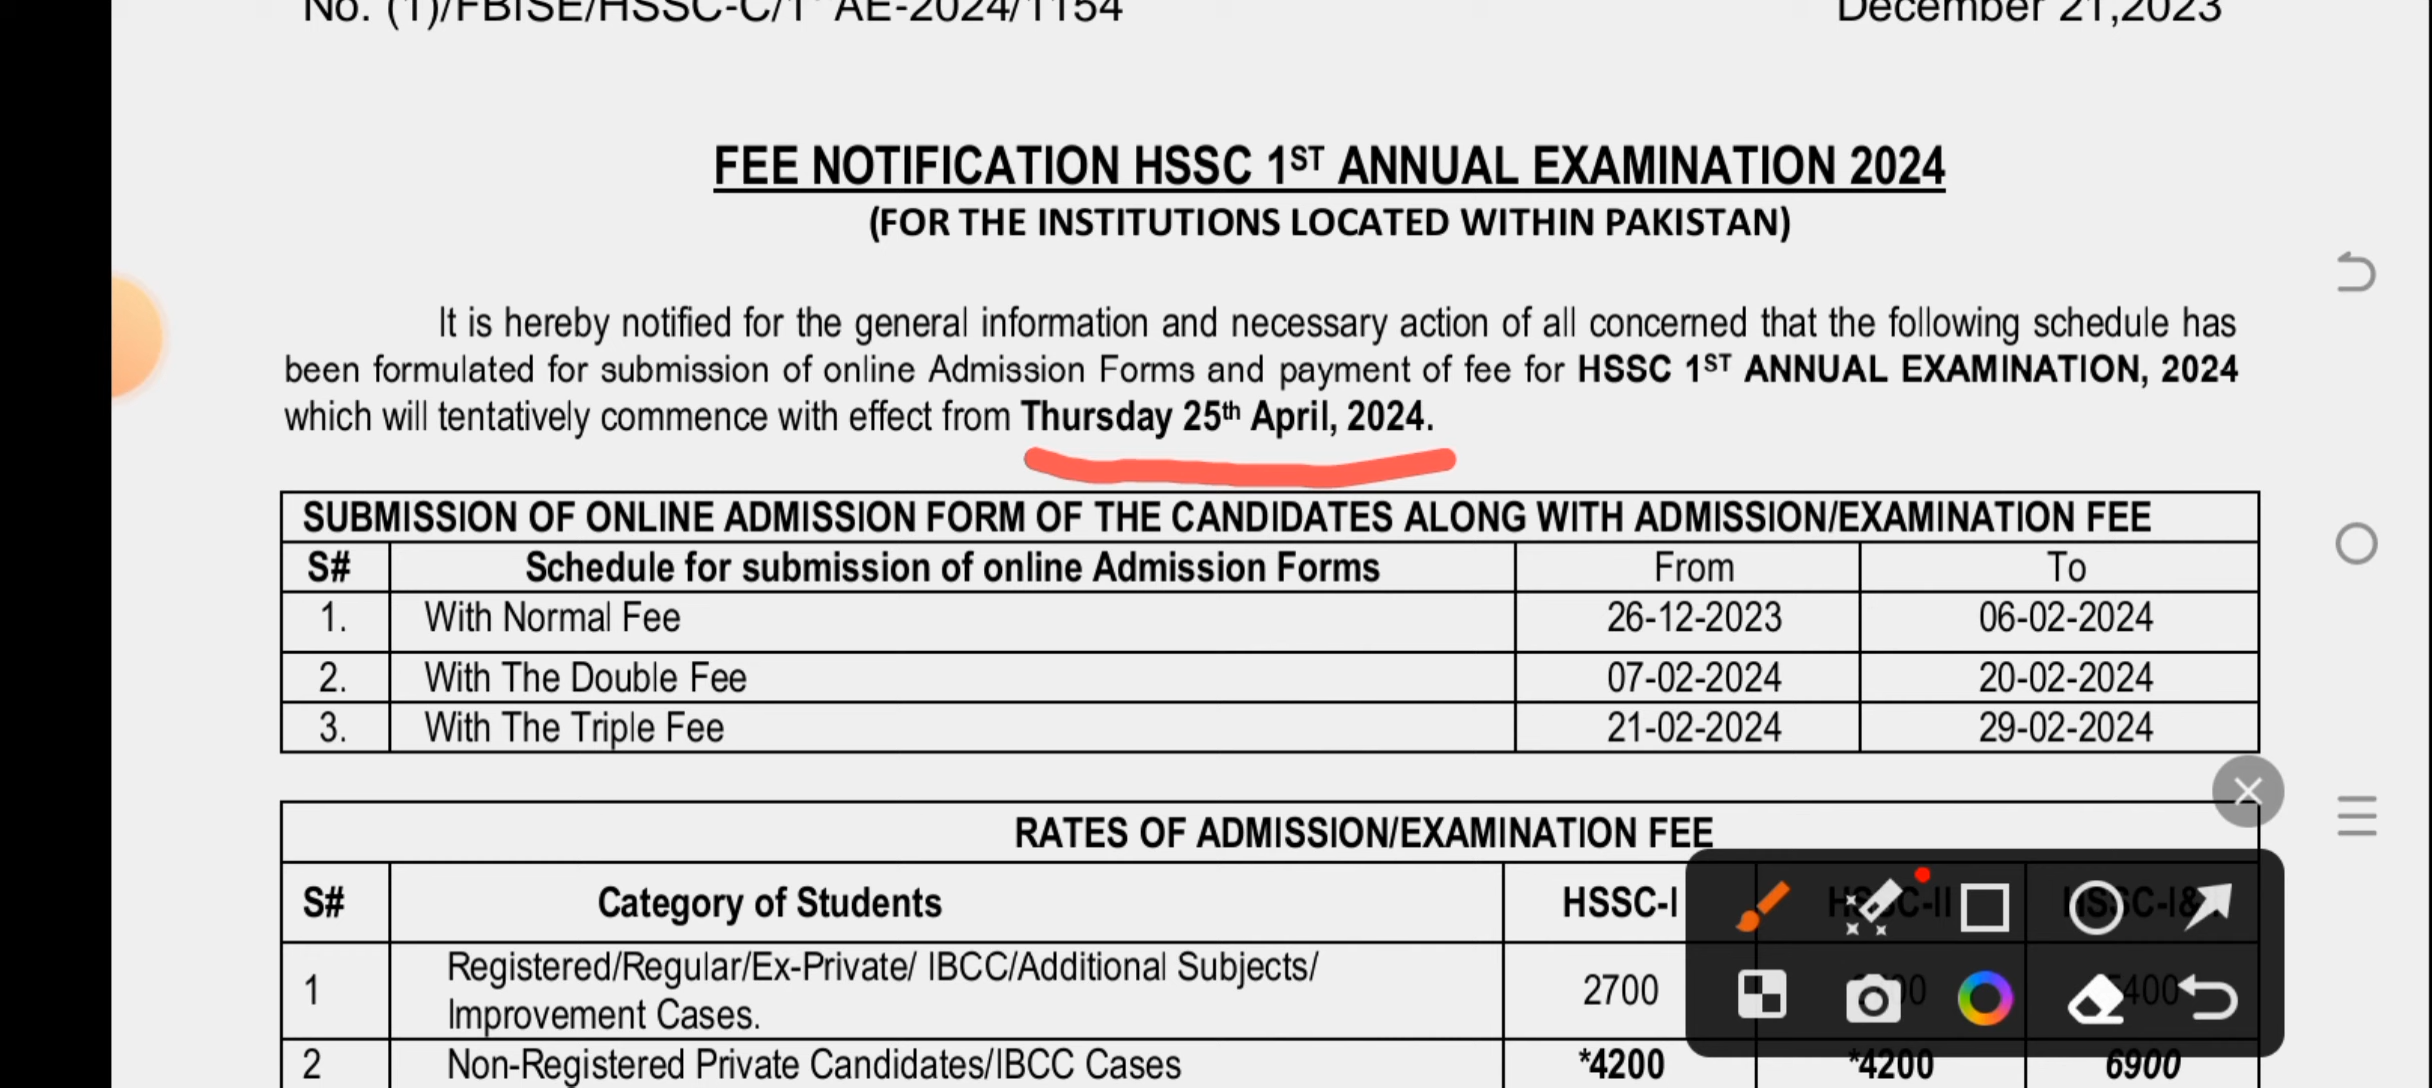 No. (1)/FBISE/HSSC-C/1 AE-2024/1154
December 21,2023
FEE NOTIFICATION HSSC 1ST ANNUAL EXAMINATION 2024
(FOR THE INSTITUTIONS LOCATED WITHIN PAKISTAN)
It is hereby notified for the general information and necessary action of all concerned that the following schedule has
been formulated for submission of online Admission Forms and payment of fee for HSSC 1ST ANNUAL EXAMINATION, 2024
which will tentatively commence with effect from Thursday 25th April, 2024.
SUBMISSION OF ONLINE ADMISSION FORM OF THE CANDIDATES ALONG WITH ADMISSION/EXAMINATION FEE
S# Schedule for submission of online Admission Forms From To
1. With Normal Fee 26-12-2023 06-02-2024
2. With The Double Fee 07-02-2024 20-02-2024
3. With The Triple Fee 21-02-2024 29-02-2024
RATES OF ADMISSION/EXAMINATION FEE
S# Category of Students HSSC-I HSSC-II
1 Registered/Regular/Ex-Private/ IBCC/Additional Subjects/
Improvement Cases. 2700
2 Non-Registered Private Candidates/IBCC Cases *4200 *4200 6900